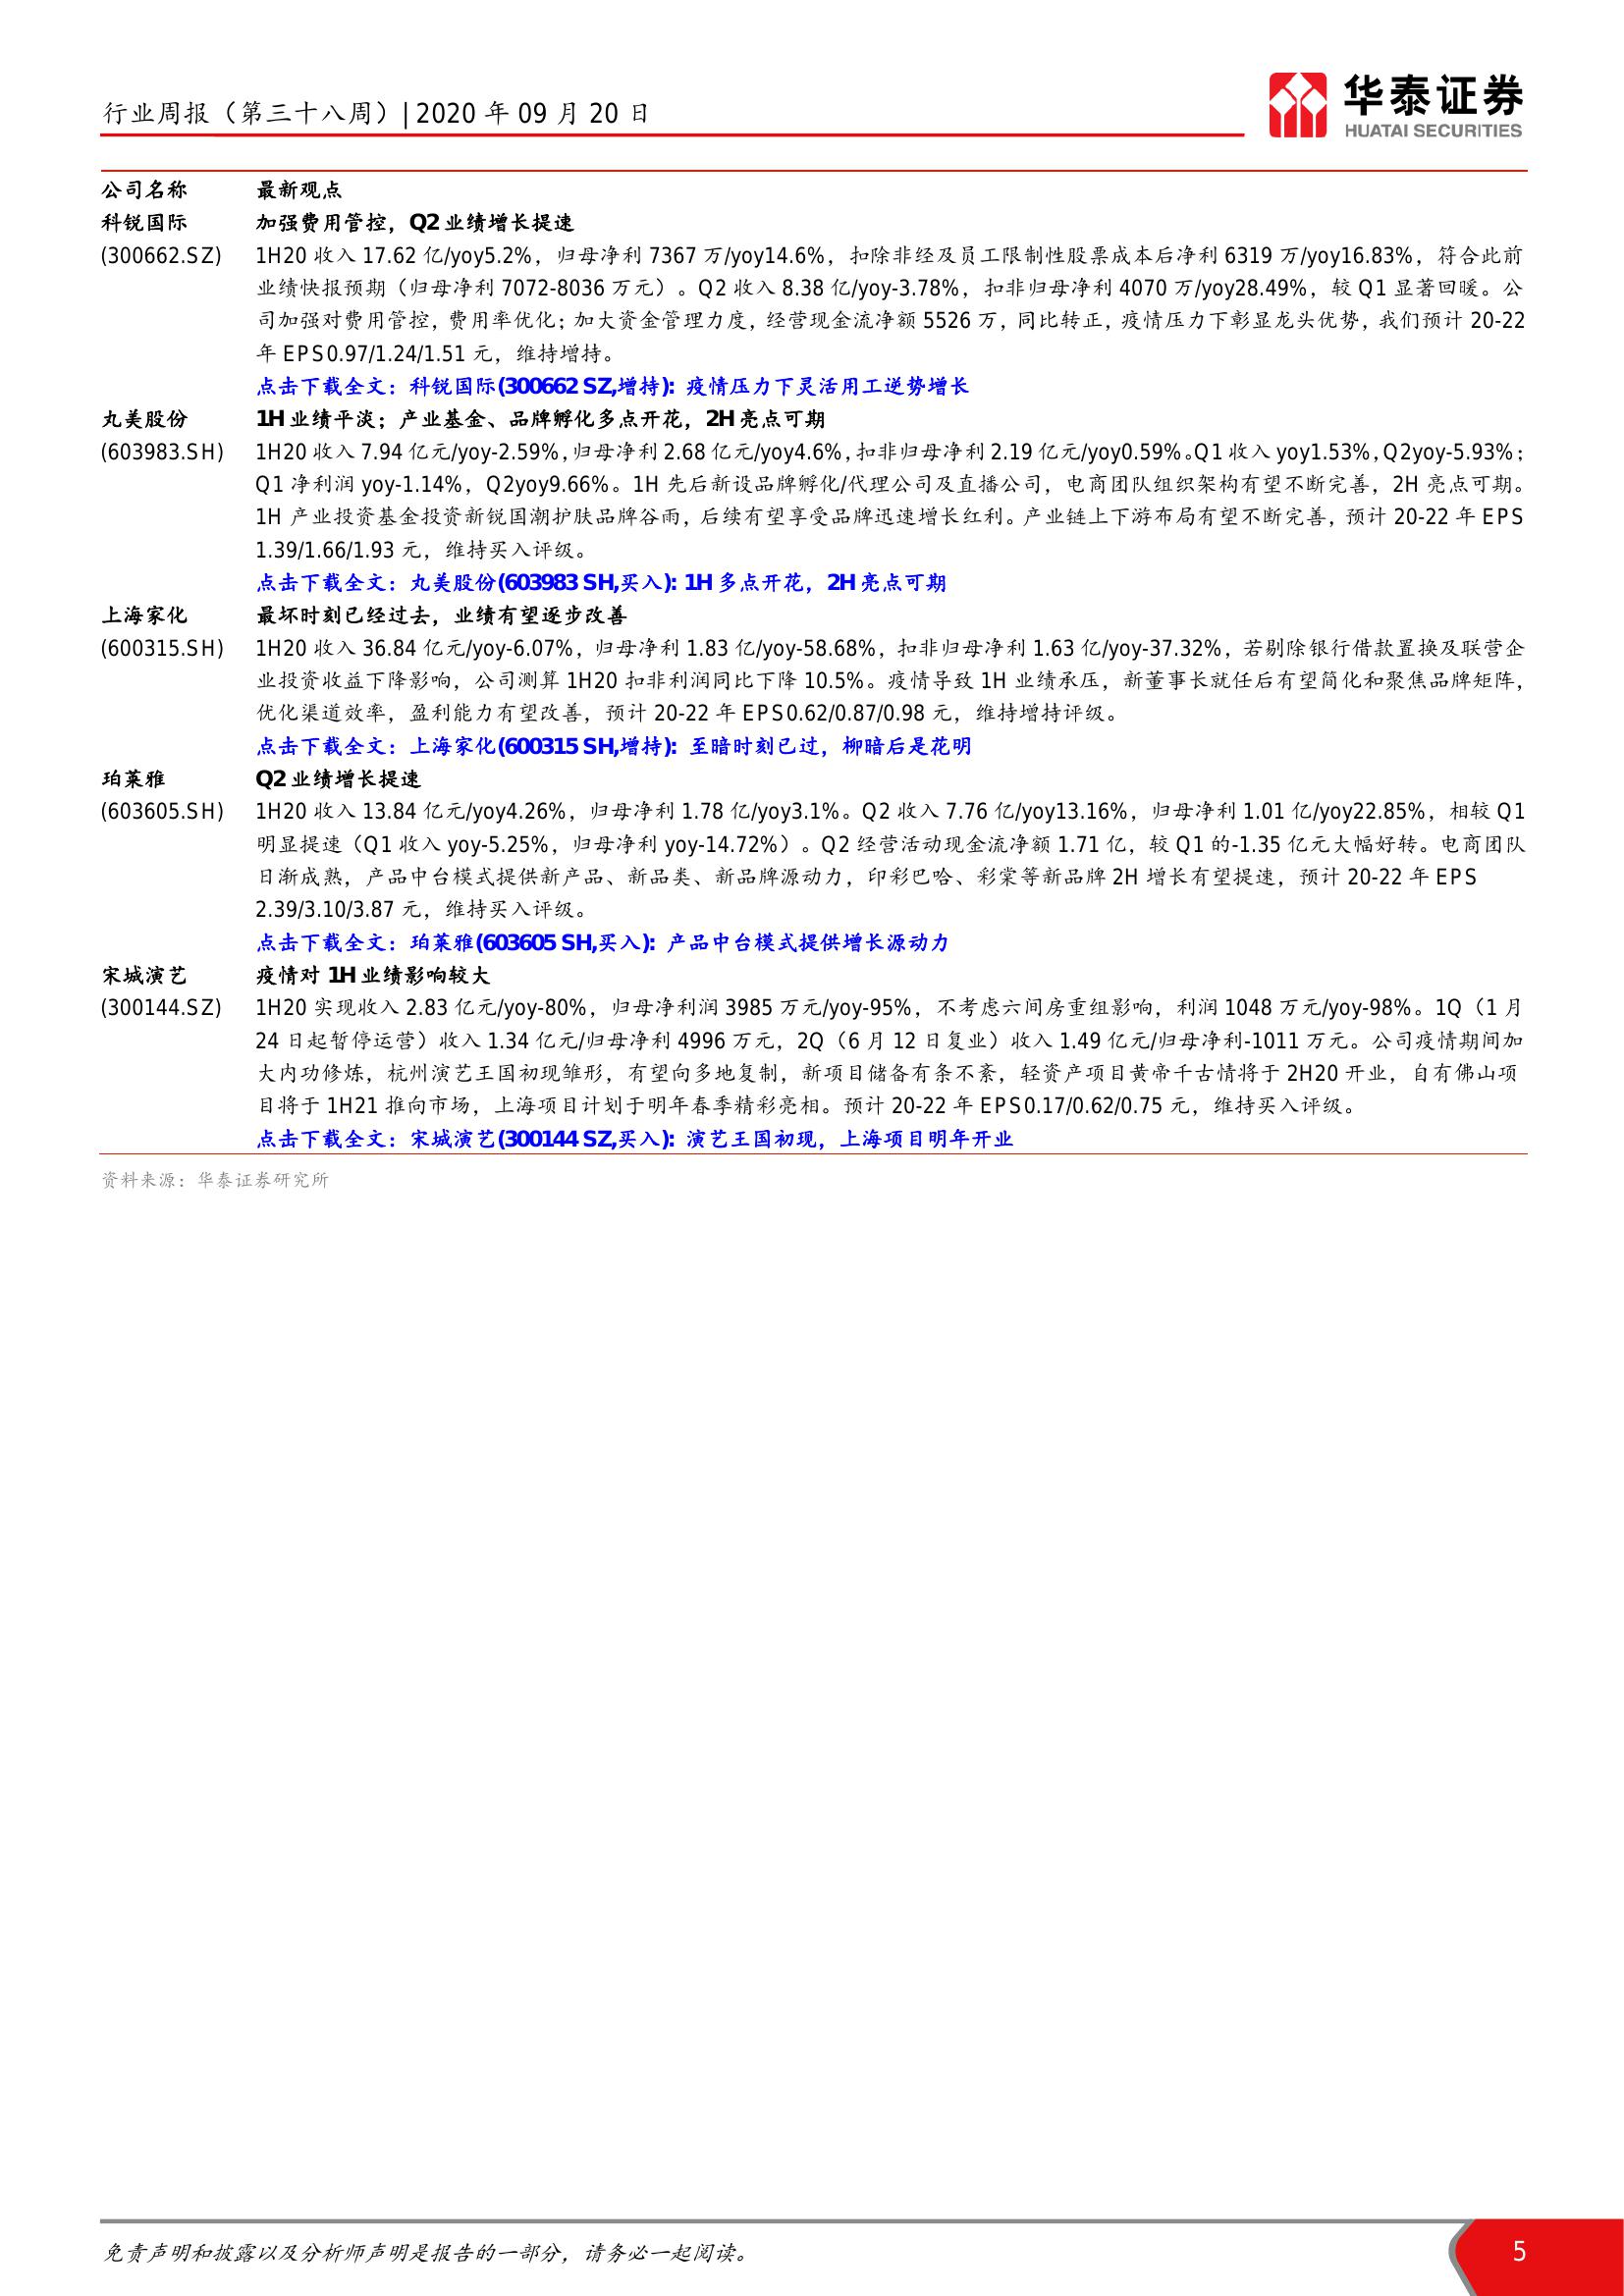 行业周报（第三十八周）| 2020 年 09 月 20 日
华泰证券
HUATAI SECURITIES
公司名称 最新观点
科锐国际 加强费用管控，Q2 业绩增长提速
(300662.SZ) 1H20 收入 17.62 亿/yoy5.2%，归母净利 7367 万/yoy14.6%，扣除非经及员工限制性股票成本后净利 6319 万/yoy16.83%，符合此前
业绩快报预期（归母净利 7072-8036 万元）。Q2 收入 8.38 亿/yoy-3.78%，扣非归母净利 4070 万/yoy28.49%，较 Q1 显著回暖。公
司加强对费用管控，费用率优化；加大资金管理力度，经营现金流净额 5526 万，同比转正，疫情压力下彰显龙头优势，我们预计 20-22
年 EPS0.97/1.24/1.51 元，维持增持。
点击下载全文：科锐国际(300662 SZ,增持): 疫情压力下灵活用工逆势增长
丸美股份 1H 业绩平淡；产业基金、品牌孵化多点开花，2H 亮点可期
(603983.SH) 1H20 收入 7.94 亿元/yoy-2.59%，归母净利 2.68 亿元/yoy4.6%，扣非归母净利 2.19 亿元/yoy0.59%。Q1 收入 yoy1.53%，Q2yoy-5.93%；
Q1 净利润 yoy-1.14%，Q2yoy9.66%。1H 先后新设品牌孵化/代理公司及直播公司，电商团队组织架构有望不断完善，2H 亮点可期。
1H 产业投资基金投资新锐国潮护肤品牌谷雨，后续有望享受品牌迅速增长红利。产业链上下游布局有望不断完善，预计 20-22 年 EPS
1.39/1.66/1.93 元，维持买入评级。
点击下载全文：丸美股份(603983 SH,买入): 1H 多点开花，2H 亮点可期
上海家化 最坏时刻已经过去，业绩有望逐步改善
(600315.SH) 1H20 收入 36.84 亿元/yoy-6.07%，归母净利 1.83 亿/yoy-58.68%，扣非归母净利 1.63 亿/yoy-37.32%，若剔除银行借款置换及联营企
业投资收益下降影响，公司测算 1H20 扣非利润同比下降 10.5%。疫情导致 1H 业绩承压，新董事长就任后有望简化和聚焦品牌矩阵，
优化渠道效率，盈利能力有望改善，预计 20-22 年 EPS0.62/0.87/0.98 元，维持增持评级。
点击下载全文：上海家化(600315 SH,增持): 至暗时刻已过，柳暗后是花明
珀莱雅 Q2 业绩增长提速
(603605.SH) 1H20 收入 13.84 亿元/yoy4.26%，归母净利 1.78 亿/yoy3.1%。Q2 收入 7.76 亿/yoy13.16%，归母净利 1.01 亿/yoy22.85%，相较 Q1
明显提速（Q1 收入 yoy-5.25%，归母净利 yoy-14.72%）。Q2 经营活动现金流净额 1.71 亿，较 Q1 的-1.35 亿元大幅好转。电商团队
日渐成熟，产品中台模式提供新产品、新品类、新品牌源动力，印彩巴哈、彩棠等新品牌 2H 增长有望提速，预计 20-22 年 EPS
2.39/3.10/3.87 元，维持买入评级。
点击下载全文：珀莱雅(603605 SH,买入): 产品中台模式提供增长源动力
宋城演艺 疫情对 1H 业绩影响较大
(300144.SZ) 1H20 实现收入 2.83 亿元/yoy-80%，归母净利润 3985 万元/yoy-95%，不考虑六间房重组影响，利润 1048 万元/yoy-98%。1Q（1 月
24 日起暂停运营）收入 1.34 亿元/归母净利 4996 万元，2Q（6 月 12 日复业）收入 1.49 亿元/归母净利-1011 万元。公司疫情期间加
大内功修炼，杭州演艺王国初现雏形，有望向多地复制，新项目储备有条不紊，轻资产项目黄帝千古情将于 2H20 开业，自有佛山项
目将于 1H21 推向市场，上海项目计划于明年春季精彩亮相。预计 20-22 年 EPS0.17/0.62/0.75 元，维持买入评级。
点击下载全文：宋城演艺(300144 SZ,买入): 演艺王国初现，上海项目明年开业
资料来源：华泰证券研究所
免责声明和披露以及分析师声明是报告的一部分，请务必一起阅读。 5